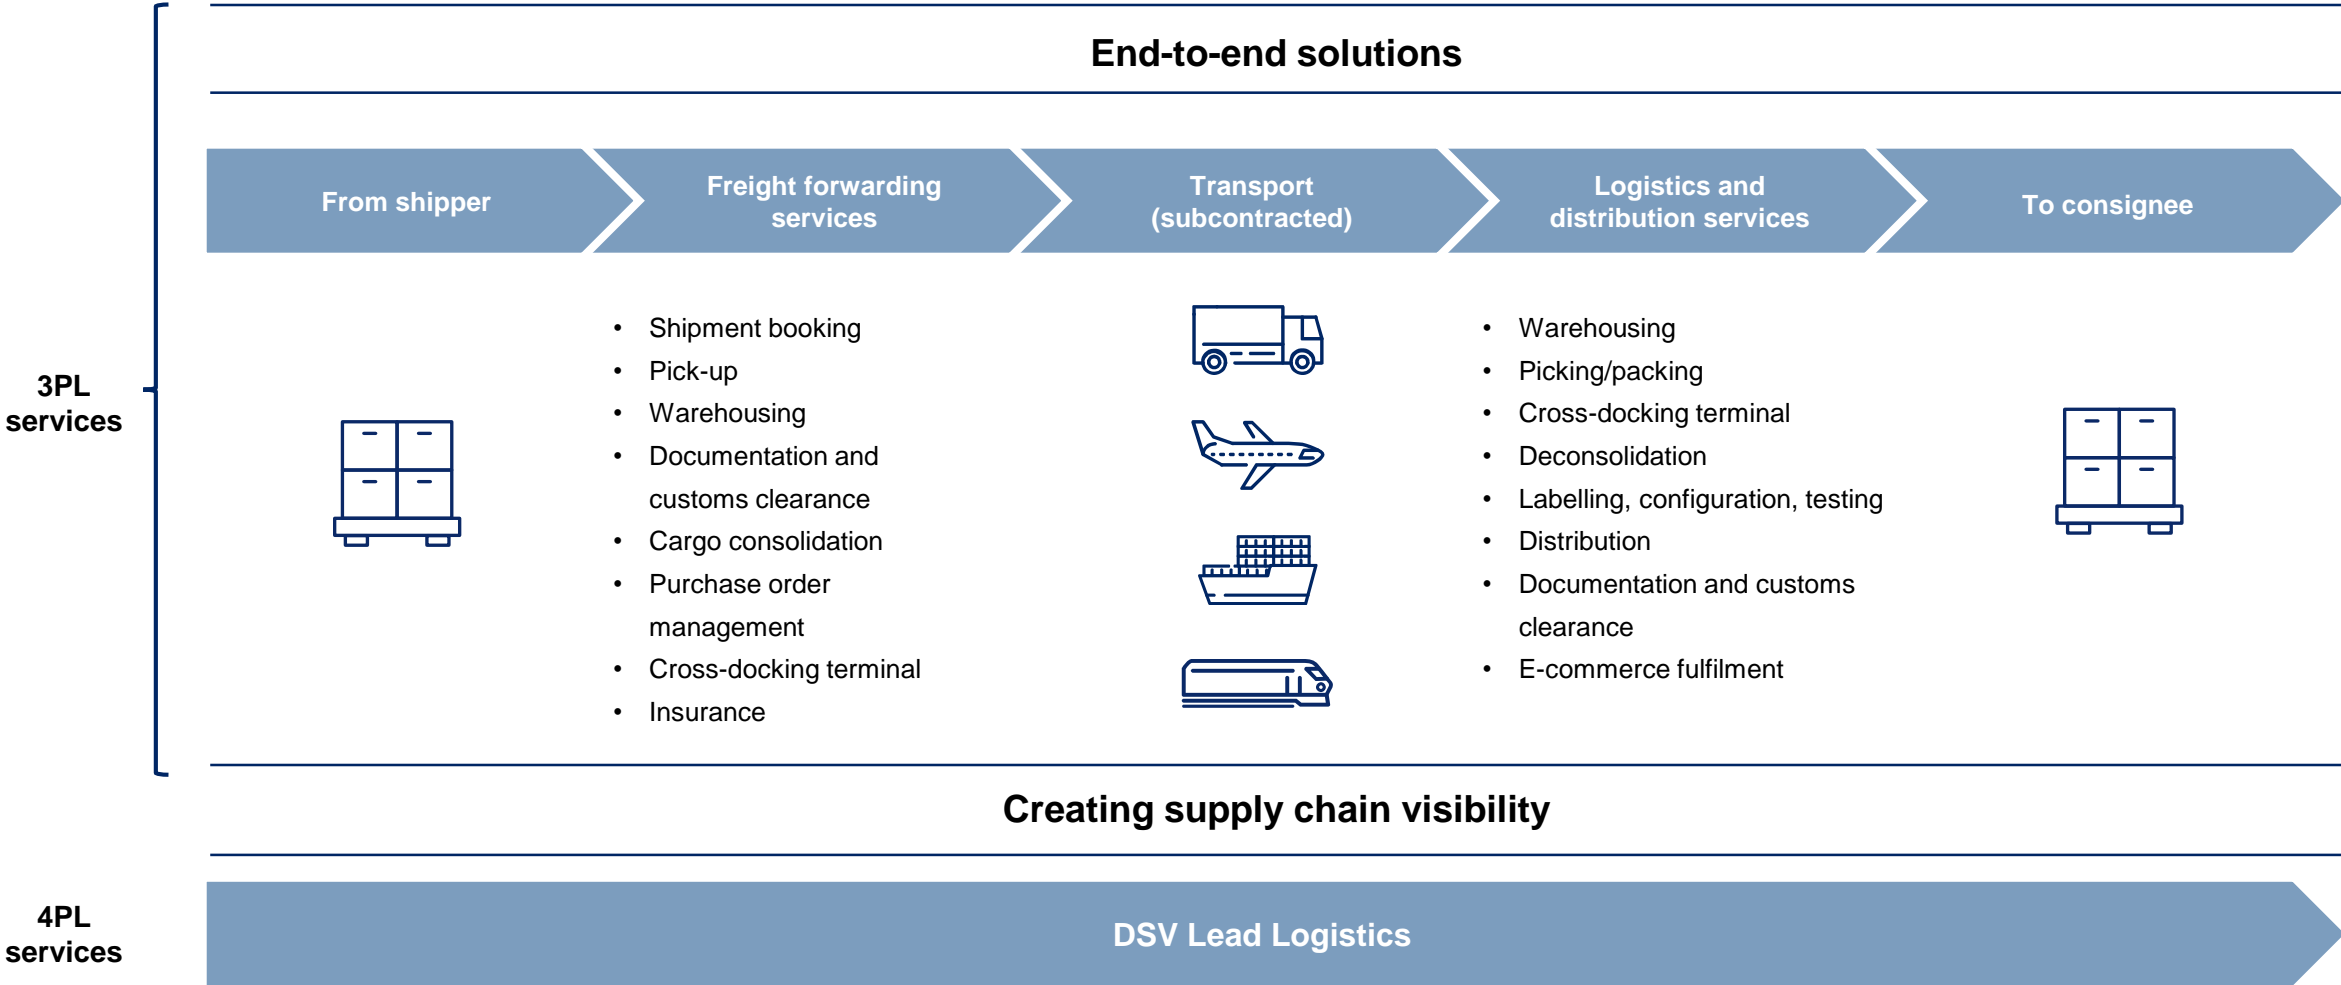 End-to-end solutions
From shipper
Freight forwarding
services
Transport
(subcontracted)
Logistics and
distribution services
To consignee
3PL
services
• Shipment booking
• Pick-up
• Warehousing
• Documentation and
customs clearance
• Cargo consolidation
• Purchase order
management
• Cross-docking terminal
• Insurance
• Warehousing
• Picking/packing
• Cross-docking terminal
• Deconsolidation
• Labelling, configuration, testing
• Distribution
• Documentation and customs
clearance
• E-commerce fulfilment
Creating supply chain visibility
4PL
services
DSV Lead Logistics